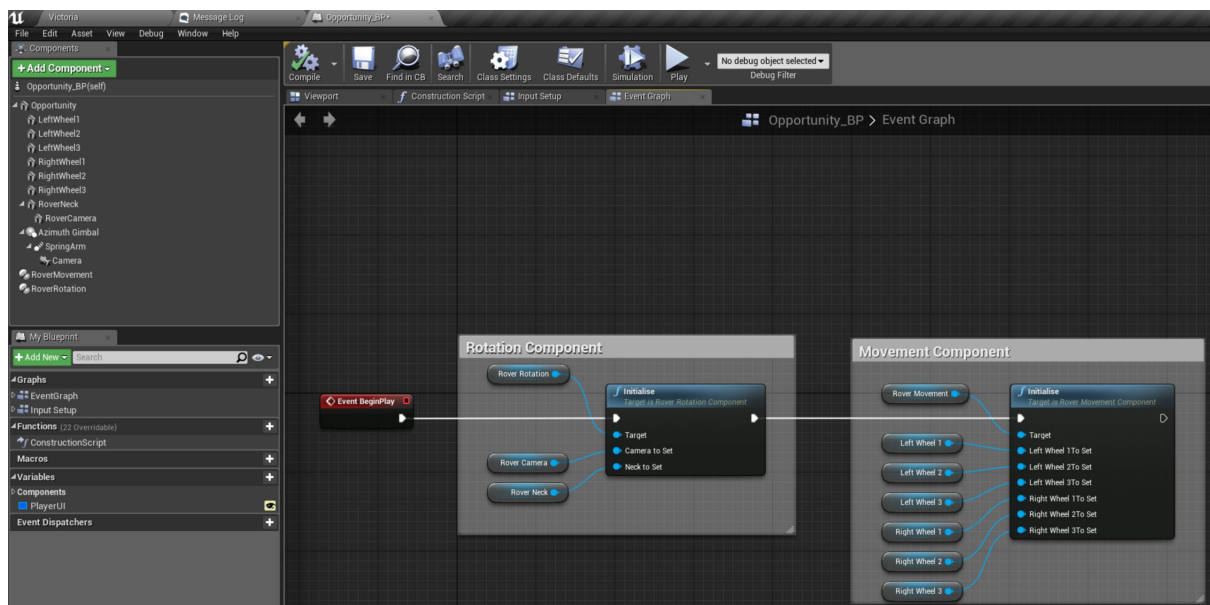 Victoria
Message Log
Opportunity_BP*
File Edit Asset View Debug Window Help
Components
+Add Component
Opportunity_BP(self)
Opportunity
LeftWheel1
LeftWheel2
LeftWheel3
RightWheel1
RightWheel2
RightWheel3
RoverNeck
RoverCamera
Azimuth Gimbal
SpringArm
Camera
RoverMovement
RoverRotation
My Blueprint
+Add New Search
Graphs
EventGraph
Input Setup
Functions (22 Overridable)
ConstructionScript
Macros
Variables
Components
PlayerUI
Event Dispatchers
Compile Save Find in CB Search Class Settings Class Defaults Simulation Play
No debug object selected
Debug Filter
Viewport Construction Script Input Setup Event Graph
Opportunity_BP > Event Graph
Event BeginPlay
Rotation Component
Rover Rotation
Rover Camera
Rover Neck
Initialise
Target is Rover Rotation Component
Target
Camera to Set
Neck to Set
Movement Component
Rover Movement
Left Wheel 1
Left Wheel 2
Left Wheel 3
Right Wheel 1
Right Wheel 2
Right Wheel 3
Initialise
Target is Rover Movement Component
Target
Left Wheel 1To Set
Left Wheel 2To Set
Left Wheel 3To Set
Right Wheel 1To Set
Right Wheel 2To Set
Right Wheel 3To Set